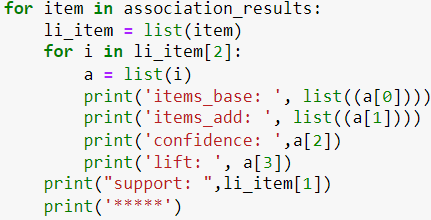 for item in association_results:
    li_item = list(item)
    for i in li_item[2]:
        a = list(i)
        print('items_base: ', list((a[0])))
        print('items_add: ', list((a[1])))
        print('confidence: ',a[2])
        print('lift: ', a[3])
    print("support: ",li_item[1])
    print('*****')